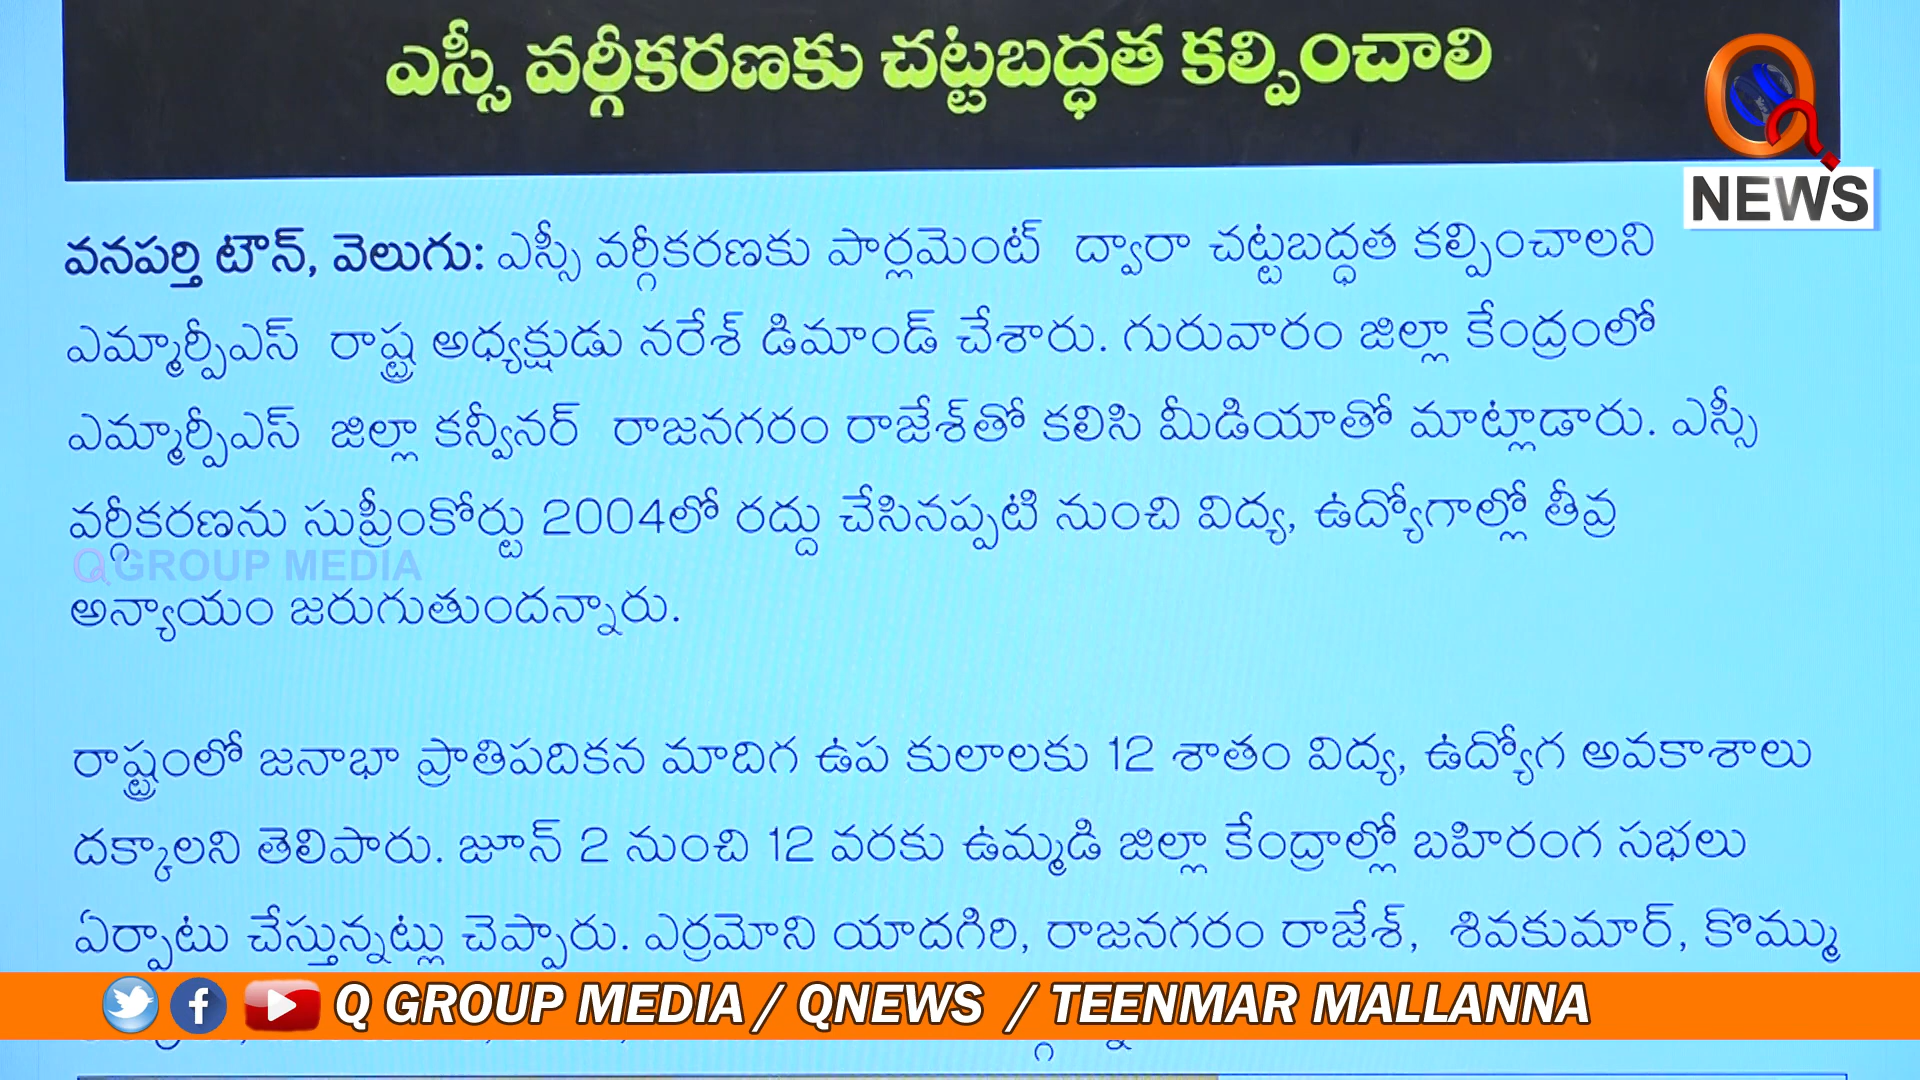 ఎస్సీ వర్గీకరణకు చట్టబద్ధత కల్పించాలి
Q
NEWS
వనపర్తి టౌన్, వెలుగు: ఎస్సీ వర్గీకరణకు పార్లమెంట్ ద్వారా చట్టబద్ధత కల్పించాలని
ఎమ్మార్పీఎస్ రాష్ట్ర అధ్యక్షుడు నరేశ్ డిమాండ్ చేశారు. గురువారం జిల్లా కేంద్రంలో
ఎమ్మార్పీఎస్ జిల్లా కన్వీనర్ రాజనగరం రాజేశ్‌తో కలిసి మీడియాతో మాట్లాడారు. ఎస్సీ
వర్గీకరణను సుప్రీంకోర్టు 2004లో రద్దు చేసినప్పటి నుంచి విద్య, ఉద్యోగాల్లో తీవ్ర
Q GROUP MEDIA
అన్యాయం జరుగుతుందన్నారు.
రాష్ట్రంలో జనాభా ప్రాతిపదికన మాదిగ ఉప కులాలకు 12 శాతం విద్య, ఉద్యోగ అవకాశాలు
దక్కాలని తెలిపారు. జూన్ 2 నుంచి 12 వరకు ఉమ్మడి జిల్లా కేంద్రాల్లో బహిరంగ సభలు
ఏర్పాటు చేస్తున్నట్లు చెప్పారు. ఎర్రమోని యాదగిరి, రాజనగరం రాజేశ్, శివకుమార్, కొమ్ము
Q GROUP MEDIA / QNEWS / TEENMAR MALLANNA